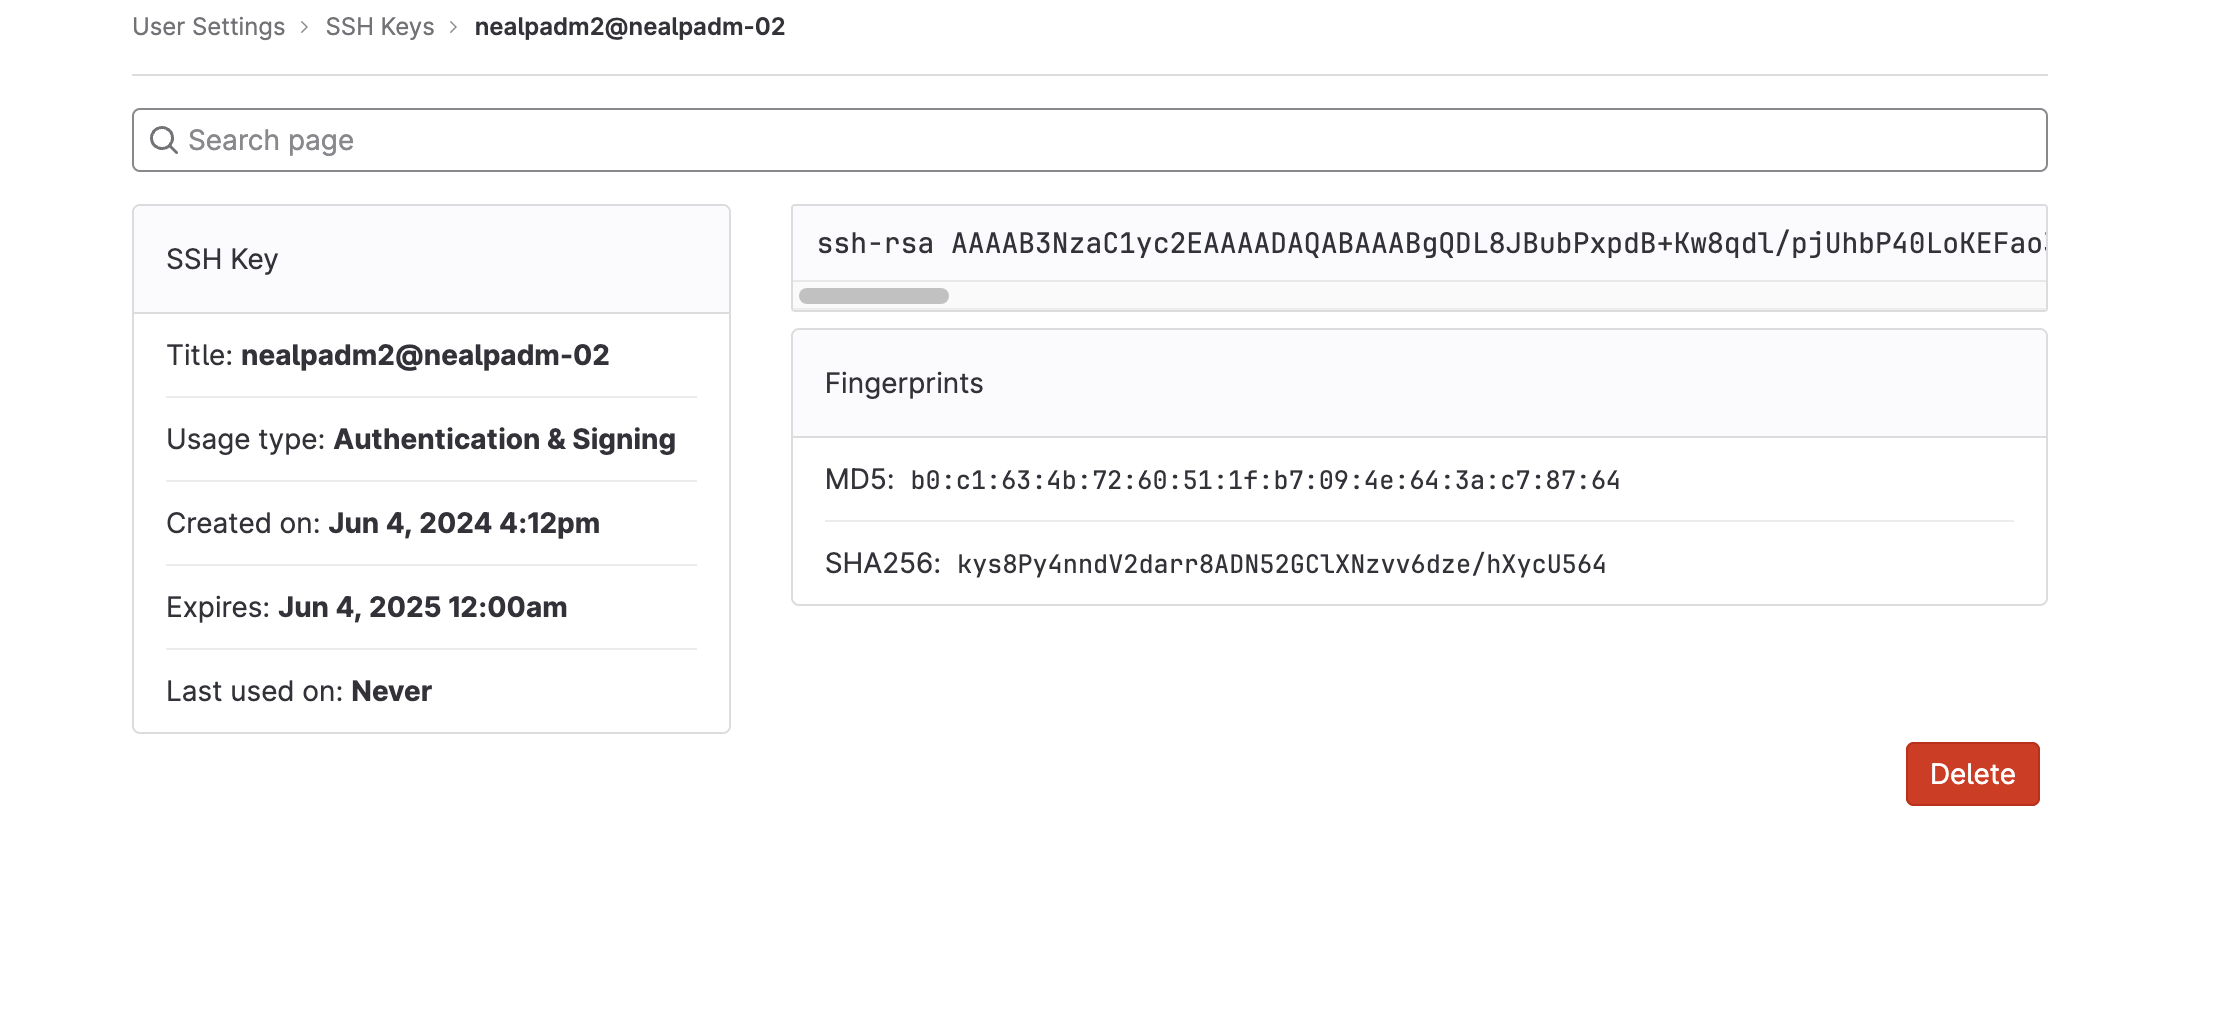 User Settings > SSH Keys > nealpadm2@nealpadm-02
Search page
SSH Key
Title: nealpadm2@nealpadm-02
Usage type: Authentication & Signing
Created on: Jun 4, 2024 4:12pm
Expires: Jun 4, 2025 12:00am
Last used on: Never
ssh-rsa AAAAB3NzaC1yc2EAAAADAQABAAABgQDL8JBubPxpdB+Kw8qdl/pjUhbP40LoKEFao
Fingerprints
MD5: b0:c1:63:4b:72:60:51:1f:b7:09:4e:64:3a:c7:87:64
SHA256: kys8Py4nndV2darr8ADN52GClXNzvv6dze/hXycU564
Delete